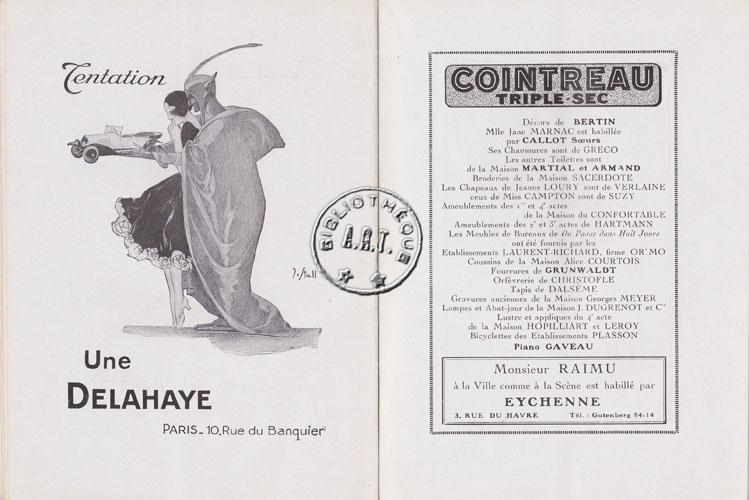 Tentation
Une
DELAHAYE
PARIS_10, Rue du Banquier
BIBLIOTHÈQUE
A.R.T.
COINTREAU
TRIPLE-SEC
Décors de BERTIN
Mlle Jane MARNAC est habillée
par CALLOT Sœurs
Ses Chaussures sont de GRECO
Les autres Toilettes sont
de la Maison MARTIAL et ARMAND
Broderies de la Maison SACERDOTE
Les Chapeaux de Jeanne LOURY sont de VERLAINE
ceux de Miss CAMPTON sont de SUZY
Ameublements des 1ers et 4e actes
de la Maison du CONFORTABLE
Ameublements des 2e et 3e actes de HARTMANN
Les Meubles de Bureaux de On Passe dans Huit Jours
ont été fournis par les
Etablissements LAURENT-RICHARD, firme OR'MO
Coussins de la Maison Alice COURTOIS
Fourrures de GRUNWALDT
Orfèvrerie de CHRISTOFLE
Tapis de DALSÈME
Gravures anciennes de la Maison Georges MEYER
Lampes et Abat-jour de la Maison J. DUGRENOT et Cie
Lustre et appliques du 4e acte
de la Maison HOPILLIART et LEROY
Bicyclettes des Etablissements PLASSON
Piano GAVEAU
Monsieur RAIMU
à la Ville comme à la Scène est habillé par
EYCHENNE
3, RUE DU HAVRE Tél. : Gutenberg 54-14